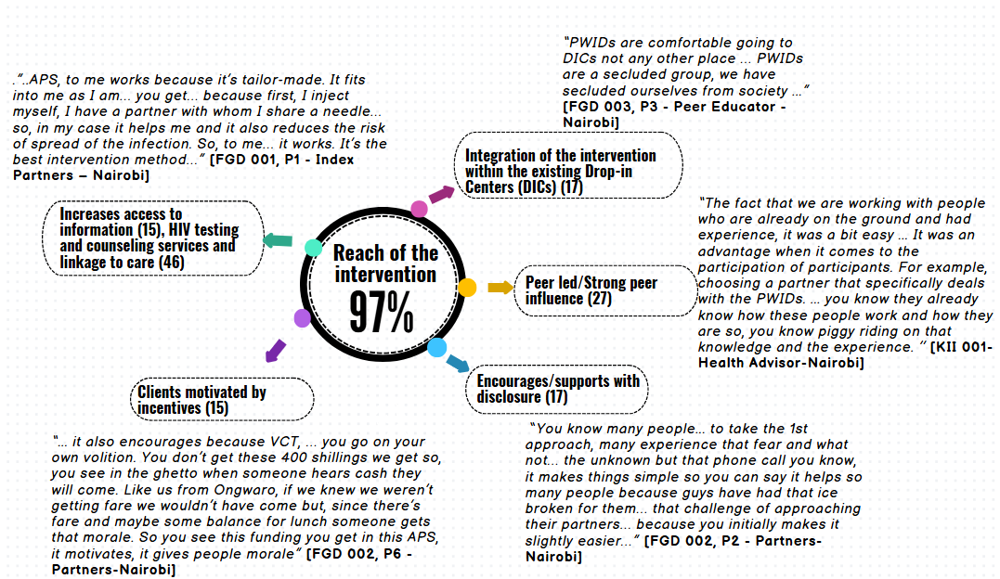 “PWIDs are comfortable going to
DICs not any other place ... PWIDs
are a secluded group, we have
secluded ourselves from society ...”
[FGD 003, P3 - Peer Educator -
Nairobi]
.”..APS, to me works because it’s tailor-made. It fits
into me as I am... you get... because first, I inject
myself, I have a partner with whom I share a needle...
so, in my case it helps me and it also reduces the risk
of spread of the infection. So, to me... it works. It’s the
best intervention method...” [FGD 001, P1 - Index
Partners – Nairobi]
Integration of the intervention
within the existing Drop-in
Centers (DICs) (17)
Increases access to
information (15), HIV testing
and counseling services and
linkage to care (46)
Reach of the
intervention
97%
Peer led/Strong peer
influence (27)
“The fact that we are working with people
who are already on the ground and had
experience, it was a bit easy ... It was an
advantage when it comes to the
participation of participants. For example,
choosing a partner that specifically deals
with the PWIDs. ... you know they already
know how these people work and how they
are so, you know piggy riding on that
knowledge and the experience. ” [KII 001-
Health Advisor-Nairobi]
Clients motivated by
incentives (15)
Encourages/supports with
disclosure (17)
“... it also encourages because VCT, ... you go on your
own volition. You don’t get these 400 shillings we get so,
you see in the ghetto when someone hears cash they
will come. Like us from Ongwaro, if we knew we weren’t
getting fare we wouldn’t have come but, since there’s
fare and maybe some balance for lunch someone gets
that morale. So you see this funding you get in this APS,
it motivates, it gives people morale” [FGD 002, P6 -
Partners-Nairobi]
“You know many people... to take the 1st
approach, many experience that fear and what
not... the unknown but that phone call you know,
it makes things simple so you can say it helps so
many people because guys have had that ice
broken for them... that challenge of approaching
their partners... because you initially makes it
slightly easier...” [FGD 002, P2 - Partners-
Nairobi]